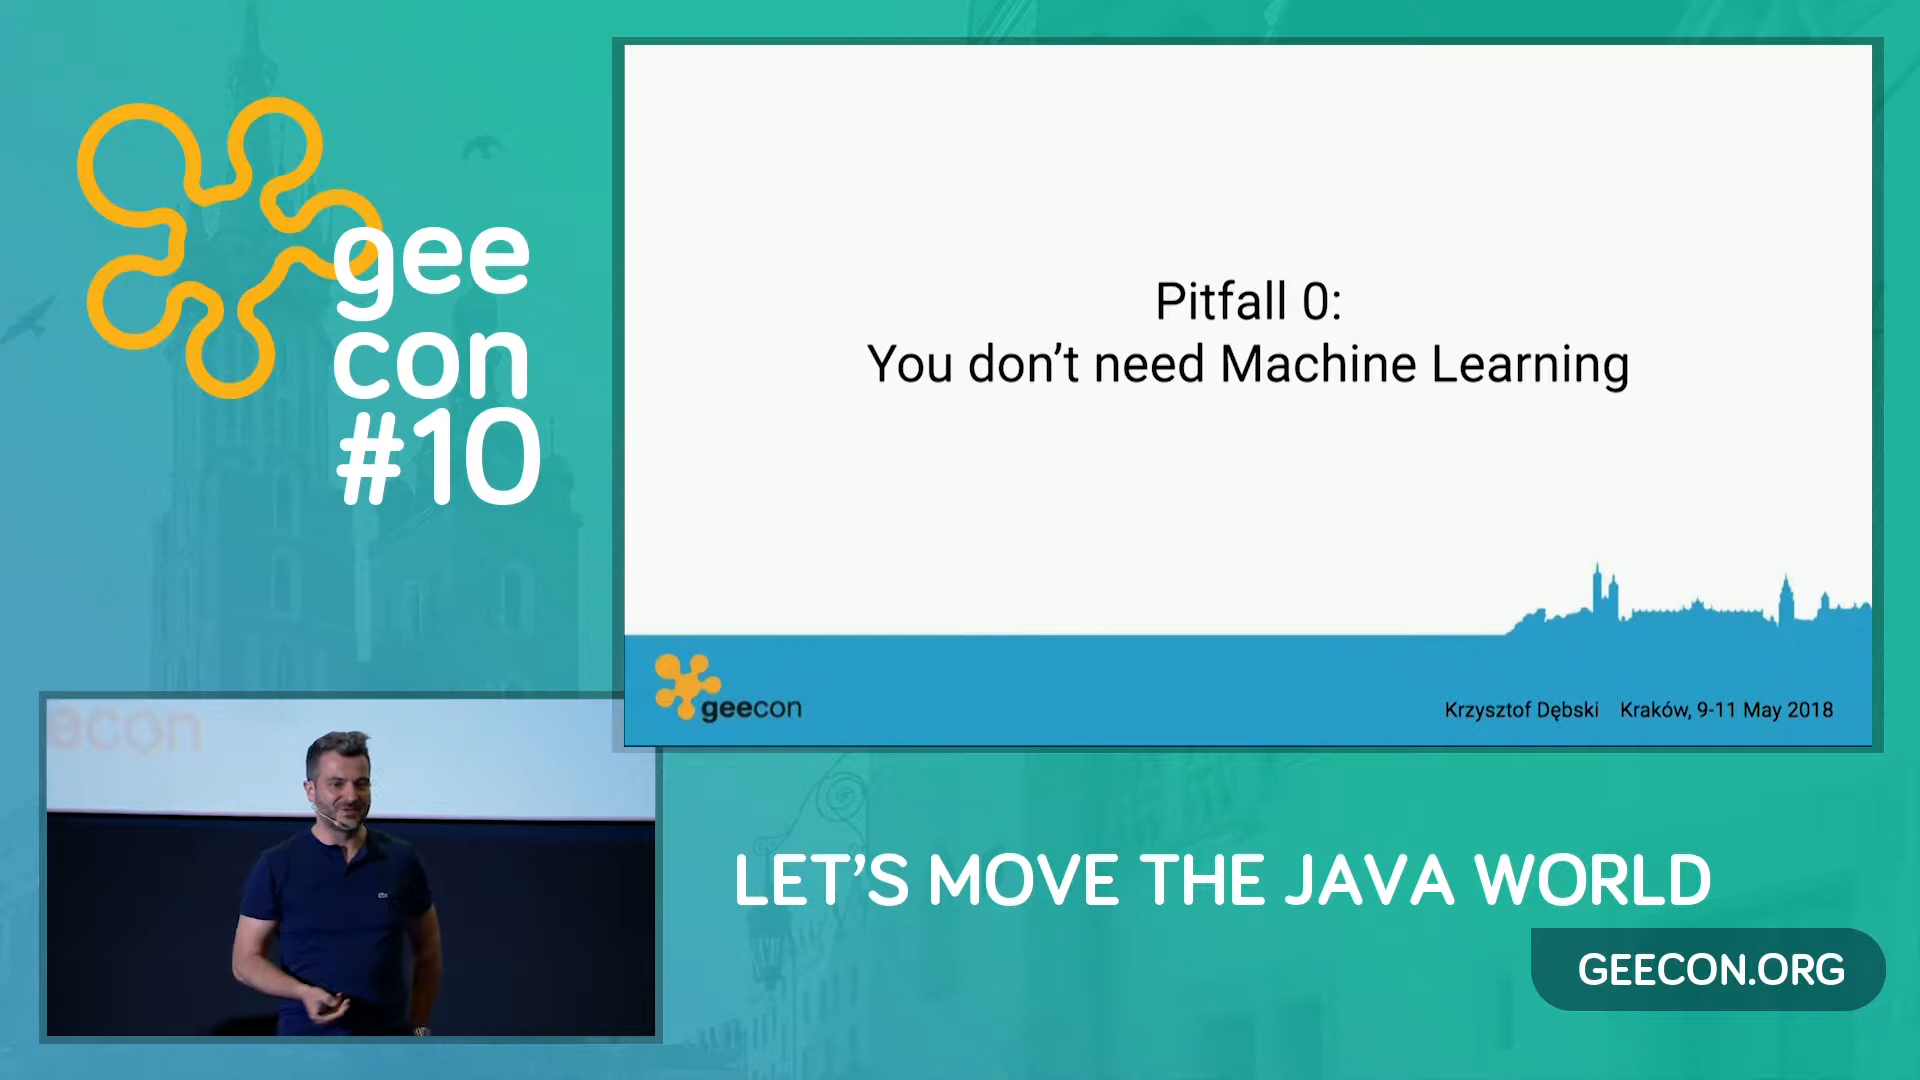 gee
con
#10
Pitfall 0:
You don’t need Machine Learning
geecon
Krzysztof Dębski Kraków, 9-11 May 2018
econ
LET’S MOVE THE JAVA WORLD
GEECON.ORG